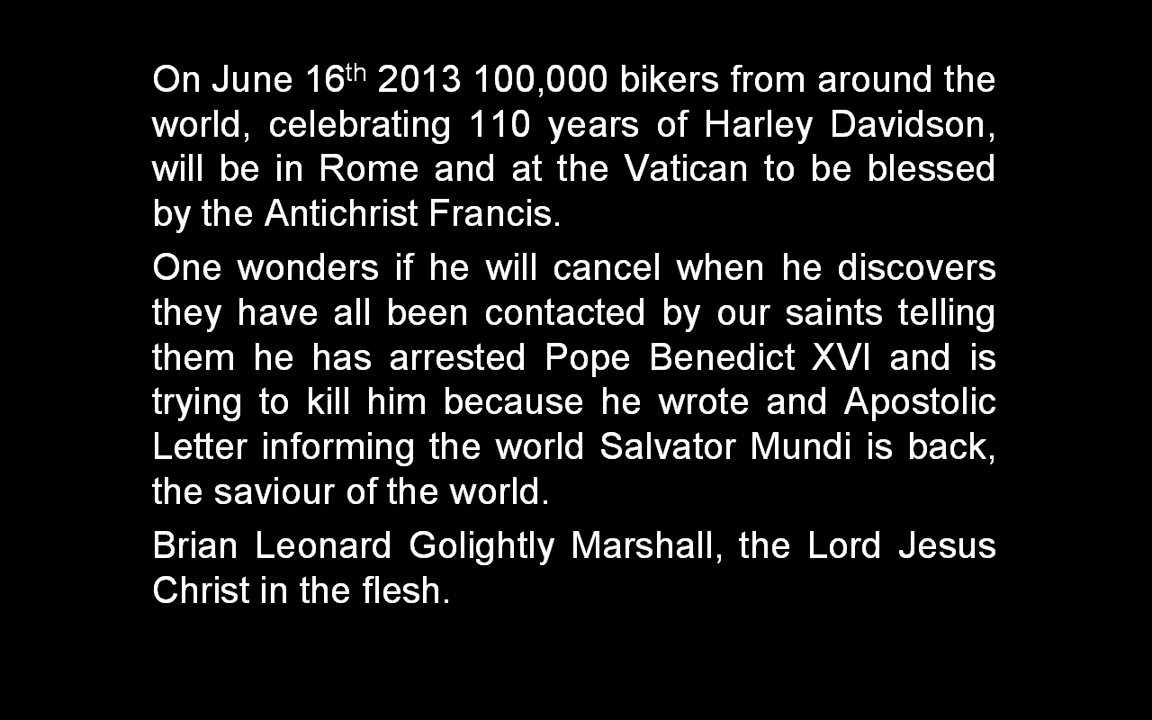 On June 16th 2013 100,000 bikers from around the
world, celebrating 110 years of Harley Davidson,
will be in Rome and at the Vatican to be blessed
by the Antichrist Francis.
One wonders if he will cancel when he discovers
they have all been contacted by our saints telling
them he has arrested Pope Benedict XVI and is
trying to kill him because he wrote and Apostolic
Letter informing the world Salvator Mundi is back,
the saviour of the world.
Brian Leonard Golightly Marshall, the Lord Jesus
Christ in the flesh.